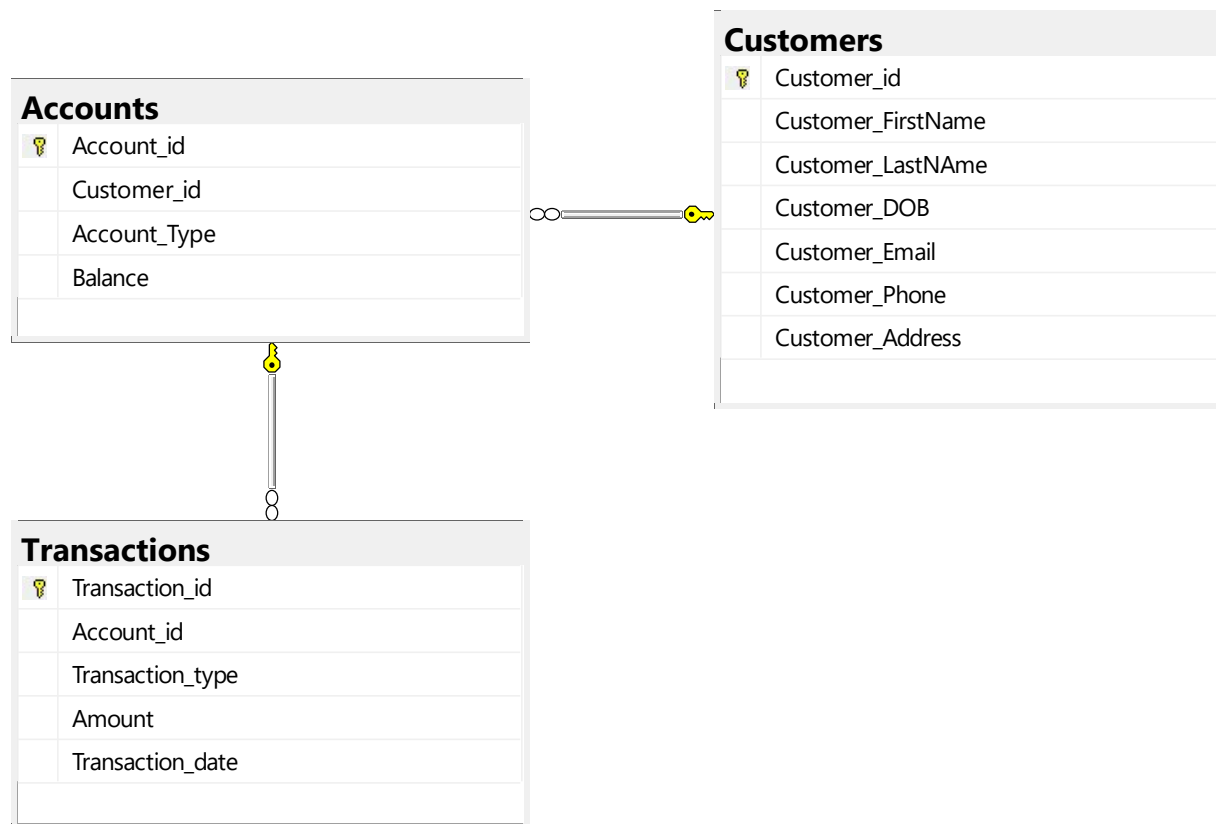 Customers
Customer_id
Customer_FirstName
Customer_LastNAme
Customer_DOB
Customer_Email
Customer_Phone
Customer_Address
Accounts
Account_id
Customer_id
Account_Type
Balance
Transactions
Transaction_id
Account_id
Transaction_type
Amount
Transaction_date